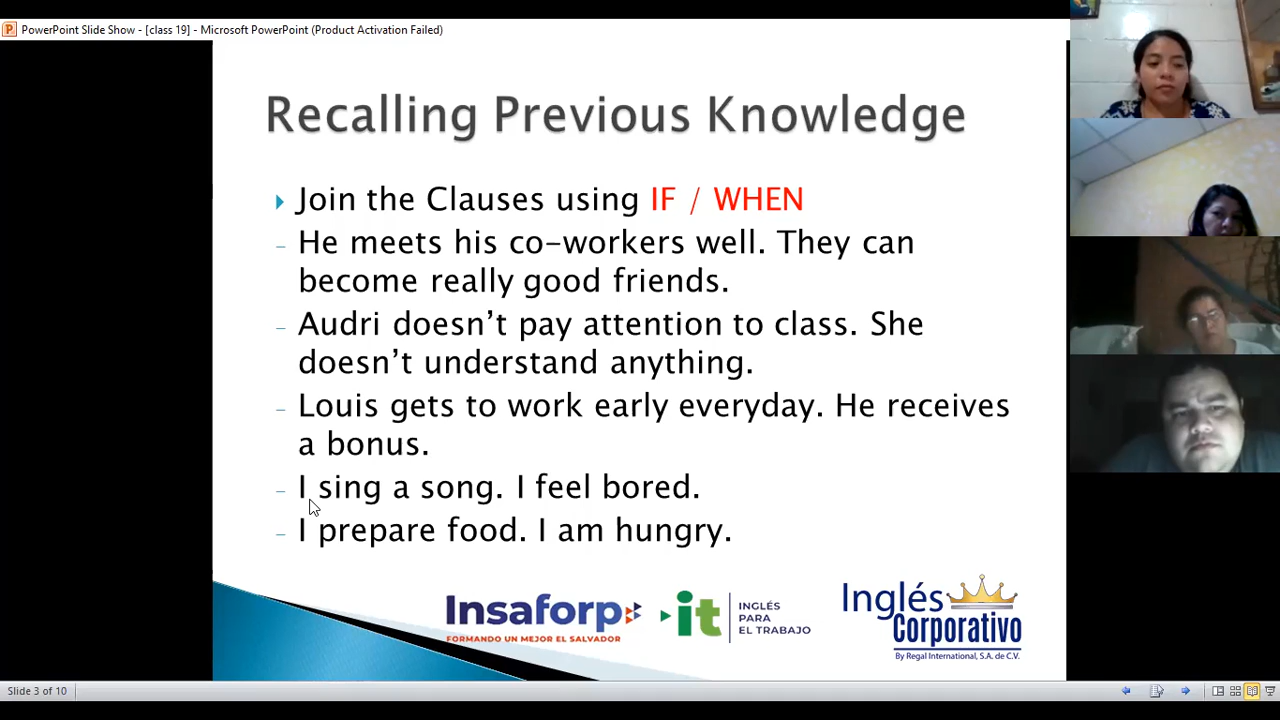 PowerPoint Slide Show - [class 19] - Microsoft PowerPoint (Product Activation Failed)
Recalling Previous Knowledge
Join the Clauses using IF / WHEN
– He meets his co-workers well. They can
become really good friends.
– Audri doesn’t pay attention to class. She
doesn’t understand anything.
– Louis gets to work early everyday. He receives
a bonus.
– I sing a song. I feel bored.
– I prepare food. I am hungry.
Insaforp
FORMANDO UN MEJOR EL SALVADOR
it
INGLÉS
PARA
EL TRABAJO
Inglés
Corporativo
By Regal International, S.A. de C.V.
Slide 3 of 10